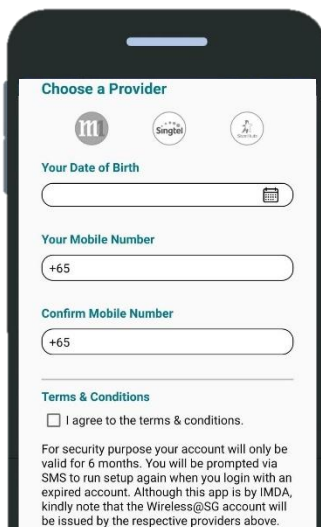 Choose a Provider
m1 Singtel StarHub
Your Date of Birth
Your Mobile Number
+65
Confirm Mobile Number
+65
Terms & Conditions
I agree to the terms & conditions.
For security purpose your account will only be
valid for 6 months. You will be prompted via
SMS to run setup again when you login with an
expired account. Although this app is by IMDA,
kindly note that the Wireless@SG account will
be issued by the respective providers above.